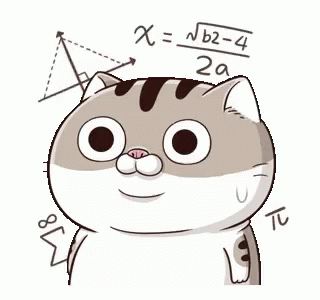 x = √b2-4
2a
π
∞
Σ